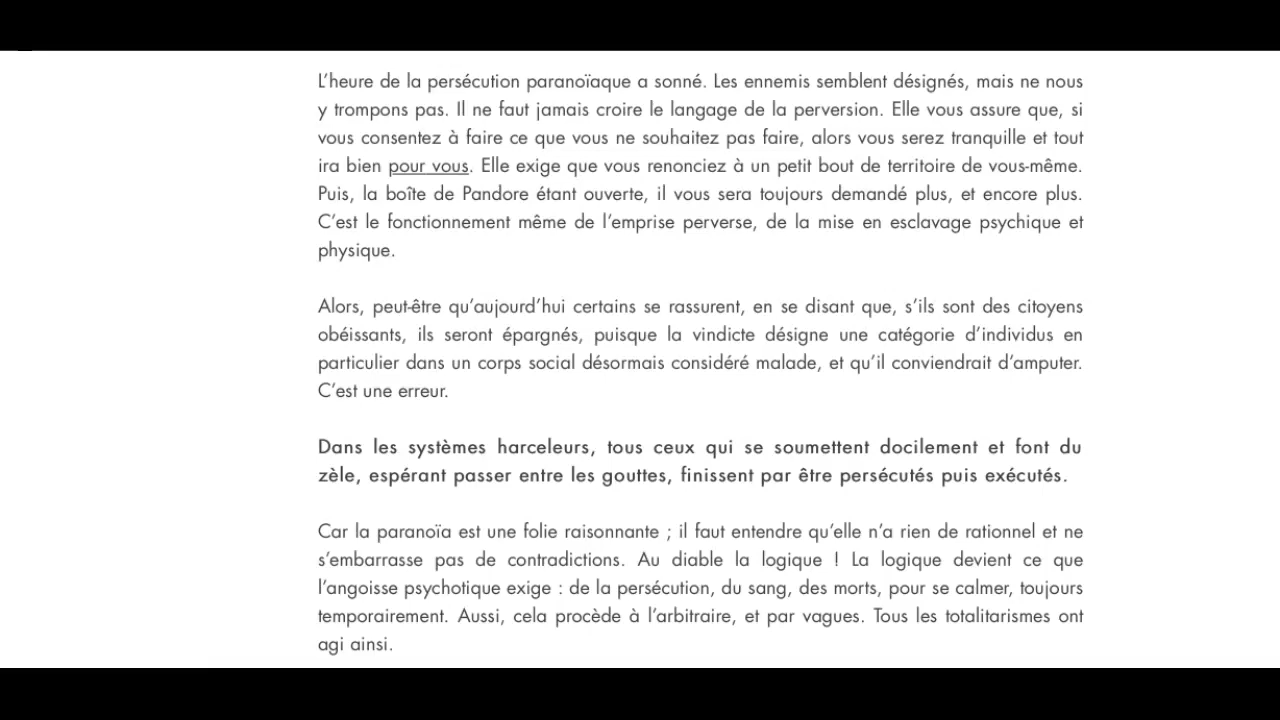 L’heure de la persécution paranoïaque a sonné. Les ennemis semblent désignés, mais ne nous
y trompons pas. Il ne faut jamais croire le langage de la perversion. Elle vous assure que, si
vous consentez à faire ce que vous ne souhaitez pas faire, alors vous serez tranquille et tout
ira bien pour vous. Elle exige que vous renonciez à un petit bout de territoire de vous-même.
Puis, la boîte de Pandore étant ouverte, il vous sera toujours demandé plus, et encore plus.
C’est le fonctionnement même de l’emprise perverse, de la mise en esclavage psychique et
physique.
Alors, peut-être qu’aujourd’hui certains se rassurent, en se disant que, s’ils sont des citoyens
obéissants, ils seront épargnés, puisque la vindicte désigne une catégorie d’individus en
particulier dans un corps social désormais considéré malade, et qu’il conviendrait d’amputer.
C’est une erreur.
Dans les systèmes harceleurs, tous ceux qui se soumettent docilement et font du
zèle, espérant passer entre les gouttes, finissent par être persécutés puis exécutés.
Car la paranoïa est une folie raisonnante ; il faut entendre qu’elle n’a rien de rationnel et ne
s’embarrasse pas de contradictions. Au diable la logique ! La logique devient ce que
l’angoisse psychotique exige : de la persécution, du sang, des morts, pour se calmer, toujours
temporairement. Aussi, cela procède à l’arbitraire, et par vagues. Tous les totalitarismes ont
agi ainsi.